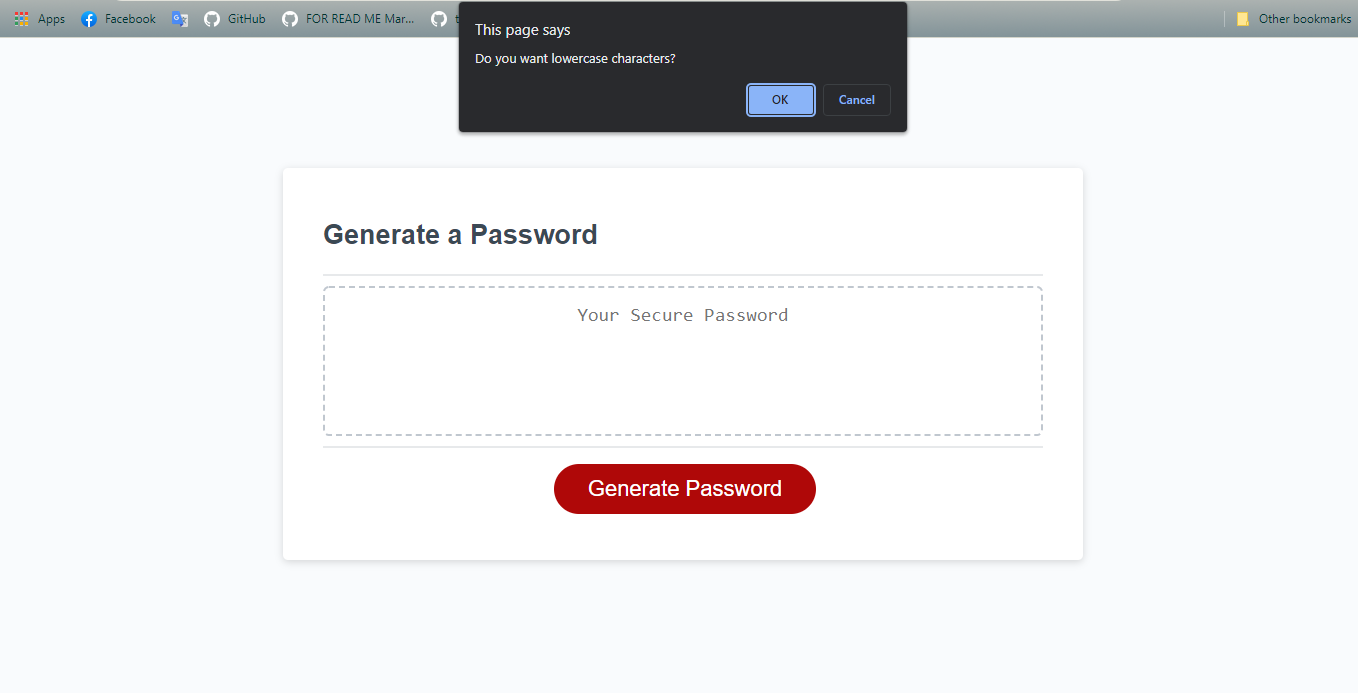 Apps Facebook GitHub FOR READ ME Mar... Other bookmarks
This page says
Do you want lowercase characters?
OK Cancel
Generate a Password
Your Secure Password
Generate Password